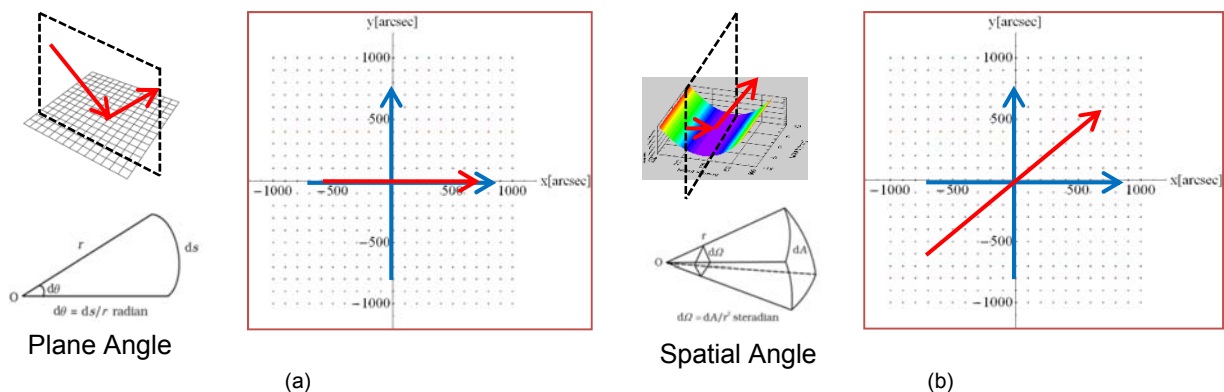 y[arcsec]
1000
500
−1000
−500
500
1000
x[arcsec]
−500
−1000
r
ds
O
dθ
dθ = ds/r radian
Plane Angle
(a)
y[arcsec]
1000
500
−1000
−500
500
1000
x[arcsec]
−500
−1000
r
dΩ
dA
O
dΩ = dA/r² steradian
Spatial Angle
(b)